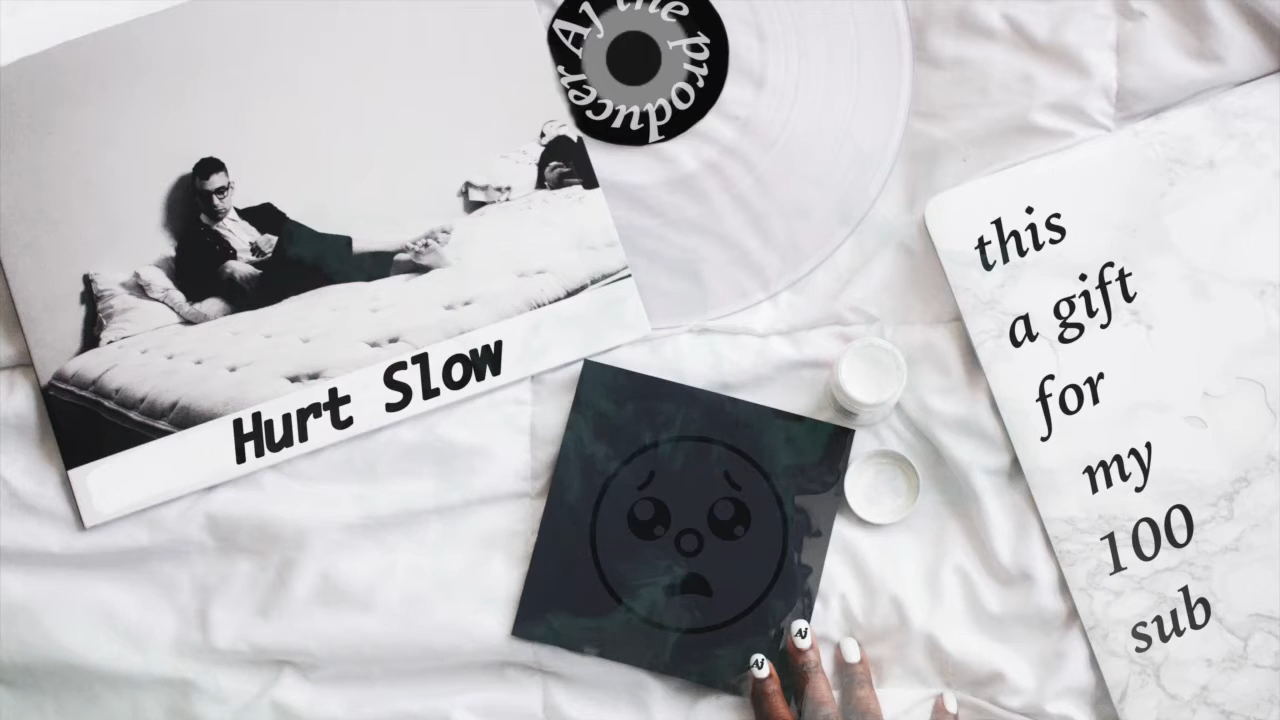 Aj the producer
Hurt Slow
this
a gift
for
my
100
sub
Aj
Aj